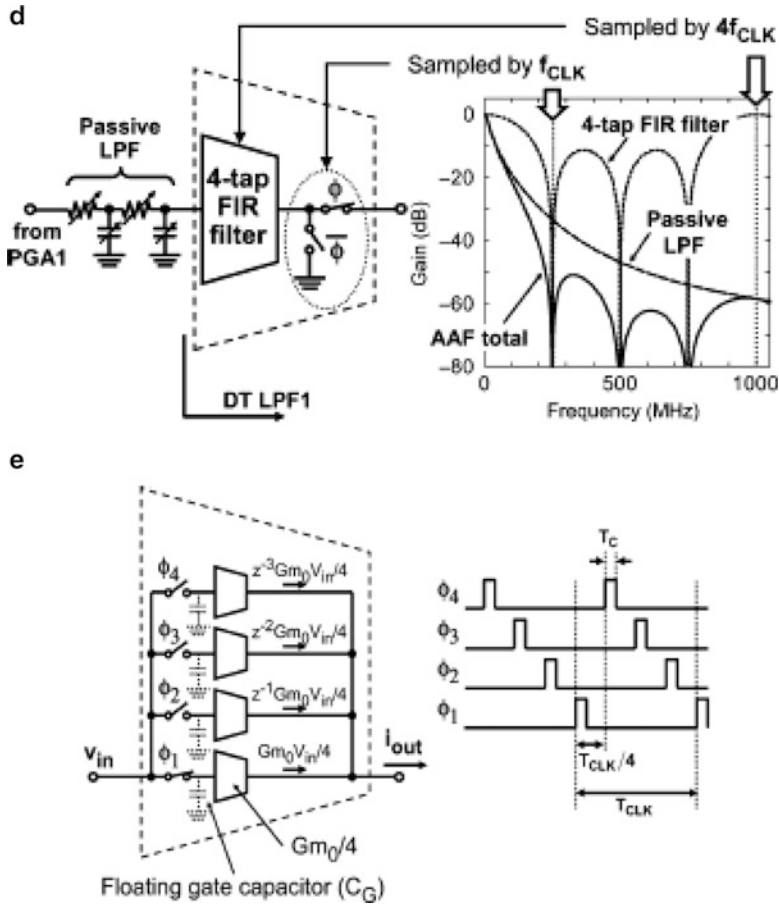 d
Sampled by 4fCLK
Sampled by fCLK
Passive
LPF
4-tap
FIR
filter
ϕ
ϕ̅
from
PGA1
DT LPF1
0
−20
−40
−60
−80
Gain (dB)
4-tap FIR filter
Passive
LPF
AAF total
0
500
1000
Frequency (MHz)
e
ϕ4
z-3Gm0Vin/4
ϕ3
z-2Gm0Vin/4
ϕ2
z-1Gm0Vin/4
ϕ1
Gm0Vin/4
vin
iout
Gm0/4
Floating gate capacitor (CG)
TC
ϕ4
ϕ3
ϕ2
ϕ1
TCLK/4
TCLK